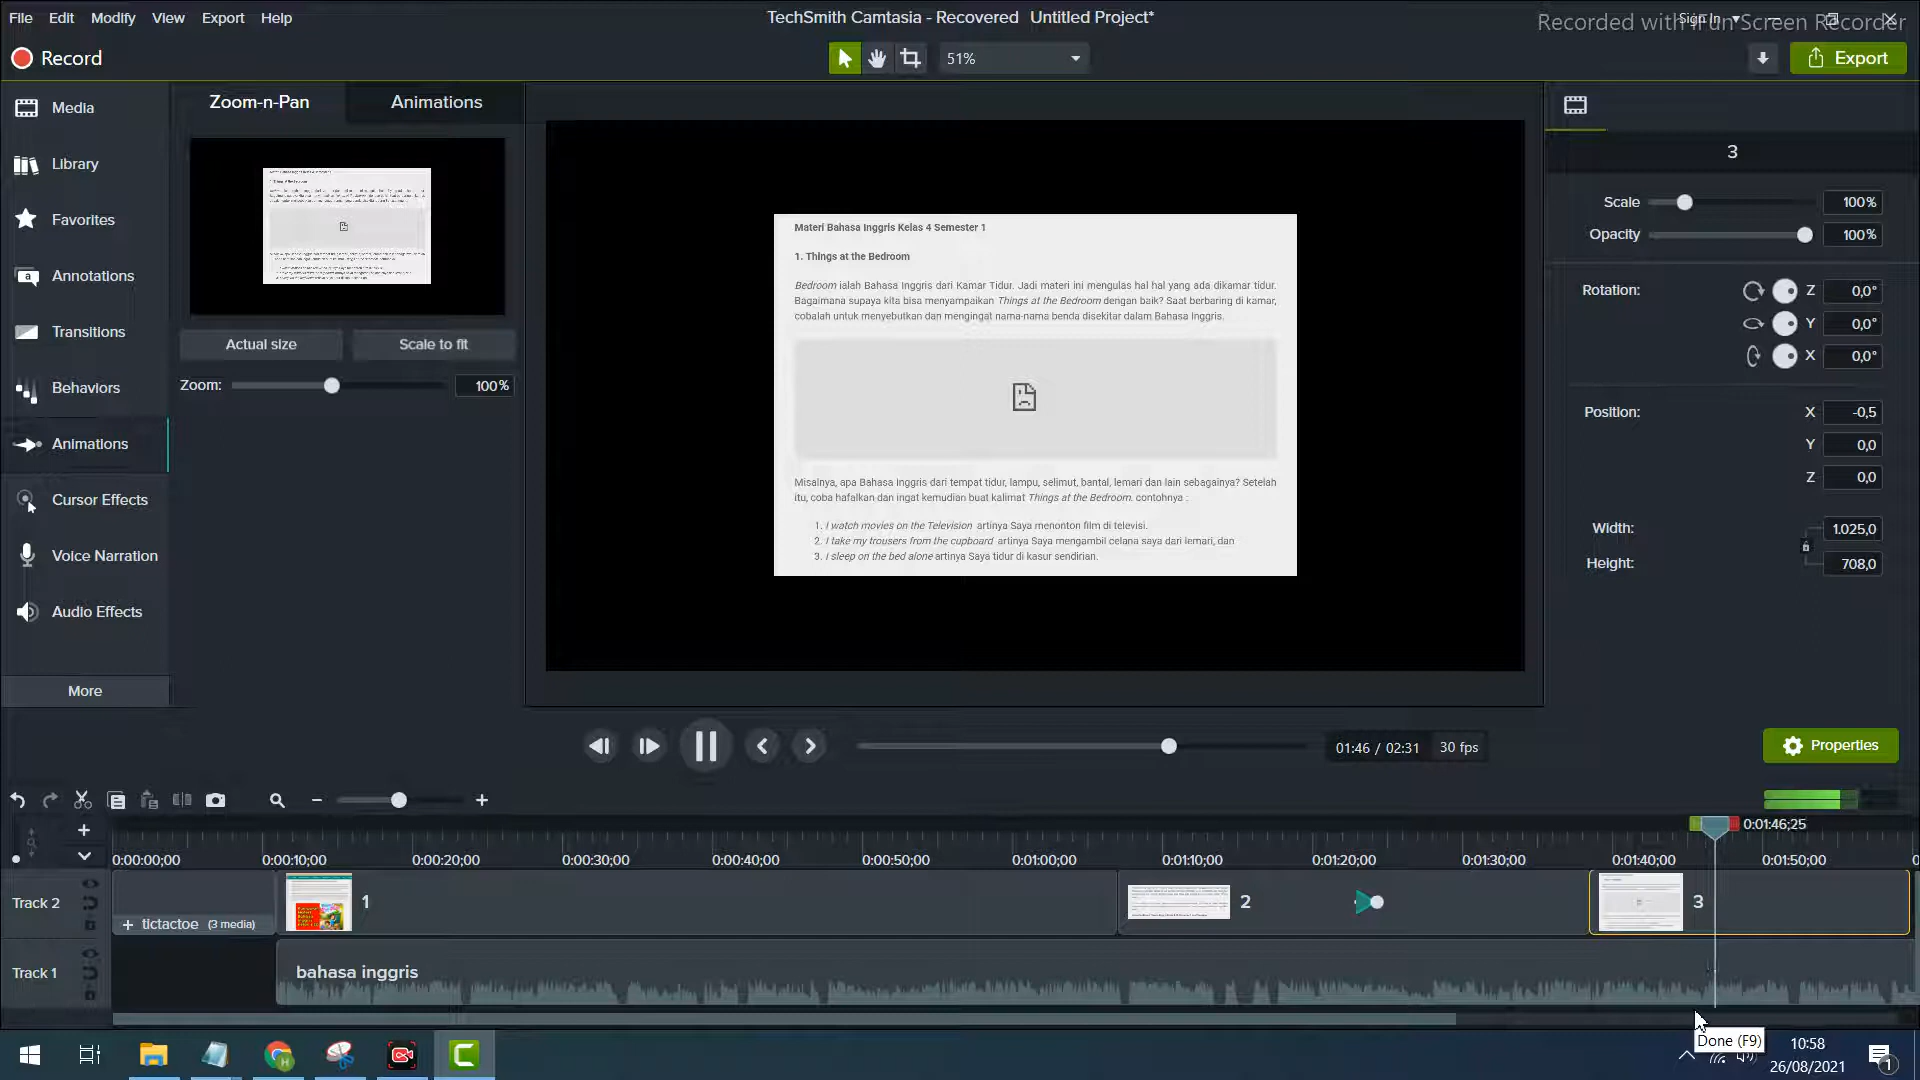 File Edit Modify View Export Help
TechSmith Camtasia - Recovered Untitled Project*
Sign In
Recorded with iFun Screen Recorder
Record
51%
Export
Media
Library
Favorites
Annotations
Transitions
Behaviors
Animations
Cursor Effects
Voice Narration
Audio Effects
More
Zoom-n-Pan Animations
Actual size Scale to fit
Zoom: 100%
Materi Bahasa Inggris Kelas 4 Semester 1
1. Things at the Bedroom
Bedroom ialah Bahasa Inggris dari Kamar Tidur. Jadi materi ini mengulas hal hal yang ada dikamar tidur.
Bagaimana supaya kita bisa menyampaikan Things at the Bedroom dengan baik? Saat berbaring di kamar,
cobalah untuk menyebutkan dan mengingat nama-nama benda disekitar dalam Bahasa Inggris.
Misalnya, apa Bahasa Inggris dari tempat tidur, lampu, selimut, bantal, lemari dan lain sebagainya? Setelah
itu, coba hafalkan dan ingat kemudian buat kalimat Things at the Bedroom. contohnya :
1. I watch movies on the Television artinya Saya menonton film di televisi.
2. I take my trousers from the cupboard artinya Saya mengambil celana saya dari lemari, dan
3. I sleep on the bed alone artinya Saya tidur di kasur sendirian.
3
Scale 100%
Opacity 100%
Rotation: Z 0,0°
Y 0,0°
X 0,0°
Position: X -0,5
Y 0,0
Z 0,0
Width: 1.025,0
Height: 708,0
01:46 / 02:31 30 fps
Properties
0:01:46;25
0:00:00;00 0:00:10;00 0:00:20;00 0:00:30;00 0:00:40;00 0:00:50;00 0:01:00;00 0:01:10;00 0:01:20;00 0:01:30;00 0:01:40;00 0:01:50;00
Track 2
+ tictactoe (3 media)
1
2
3
Track 1
bahasa inggris
Done (F9)
10:58
26/08/2021
1